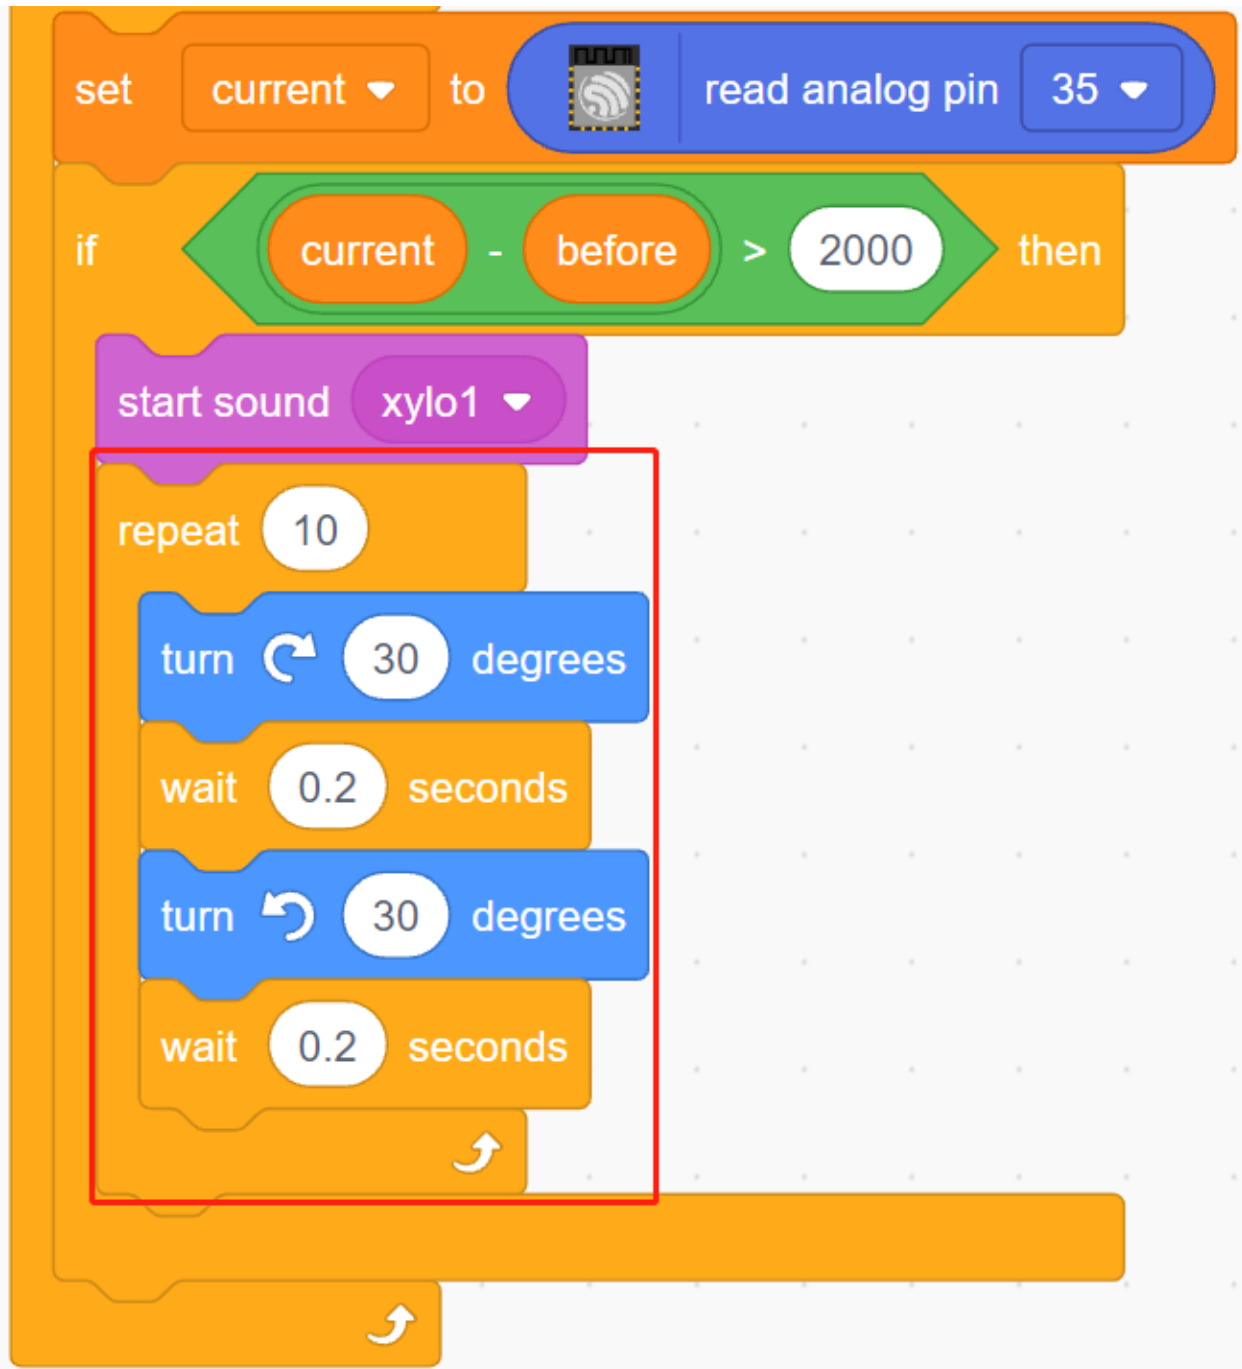 set current to read analog pin 35
if current - before > 2000 then
start sound xylo1
repeat 10
turn 30 degrees
wait 0.2 seconds
turn 30 degrees
wait 0.2 seconds